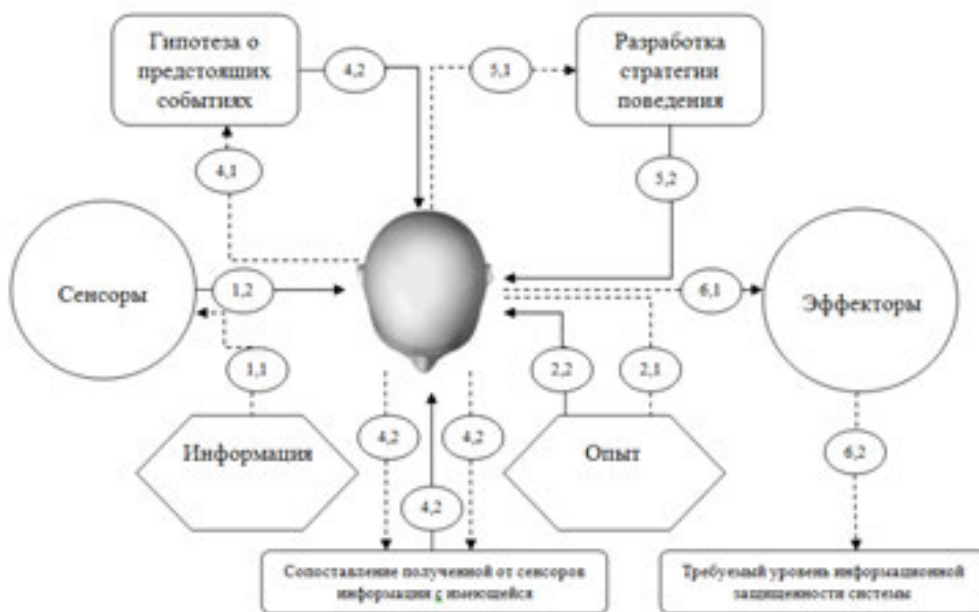 Гипотеза о
предстоящих
событиях
4,2
5,1
Разработка
стратегии
поведения
4,1
5,2
Сенсоры
1,2
6,1
Эффекторы
1,1
2,2
2,1
Информация
4,2
4,2
Опыт
6,2
4,2
Сопоставление полученной от сенсоров
информации с имеющейся
Требуемый уровень информационной
защищенности системы